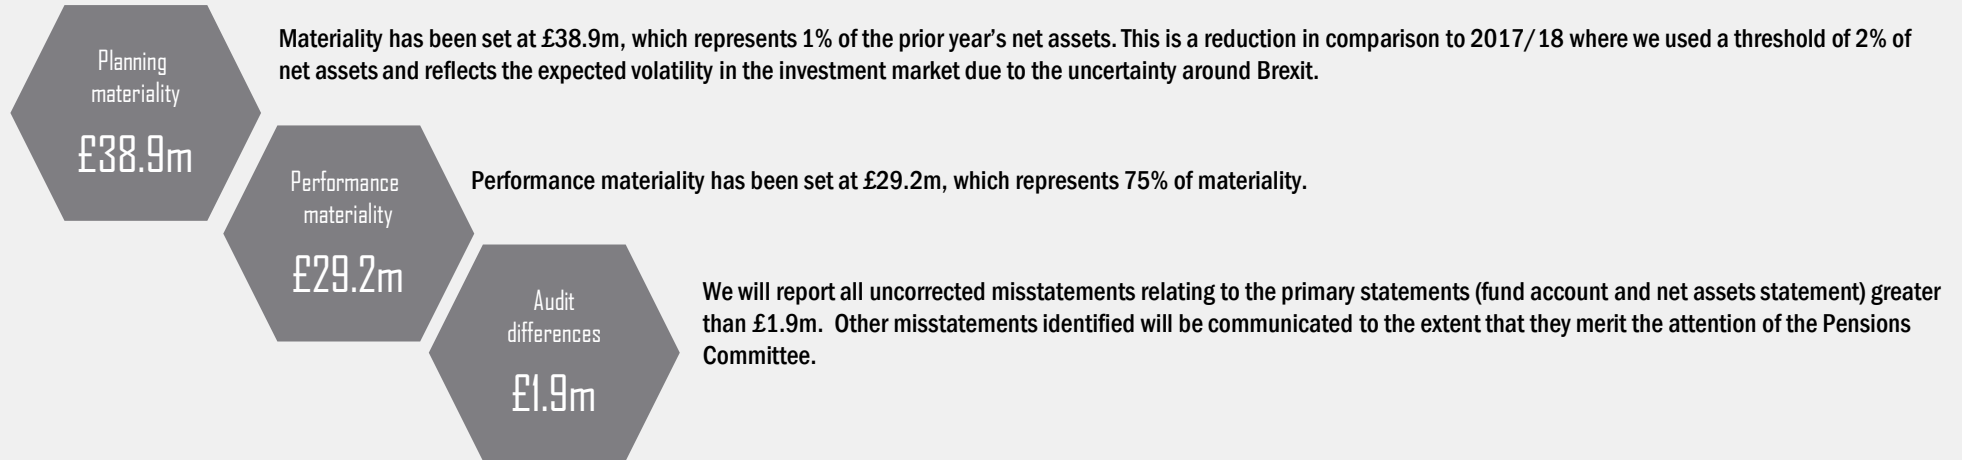 Planning
materiality
£38.9m
Materiality has been set at £38.9m, which represents 1% of the prior year's net assets. This is a reduction in comparison to 2017/18 where we used a threshold of 2% of
net assets and reflects the expected volatility in the investment market due to the uncertainty around Brexit.
Performance
materiality
£29.2m
Performance materiality has been set at £29.2m, which represents 75% of materiality.
Audit
differences
£1.9m
We will report all uncorrected misstatements relating to the primary statements (fund account and net assets statement) greater
than £1.9m. Other misstatements identified will be communicated to the extent that they merit the attention of the Pensions
Committee.